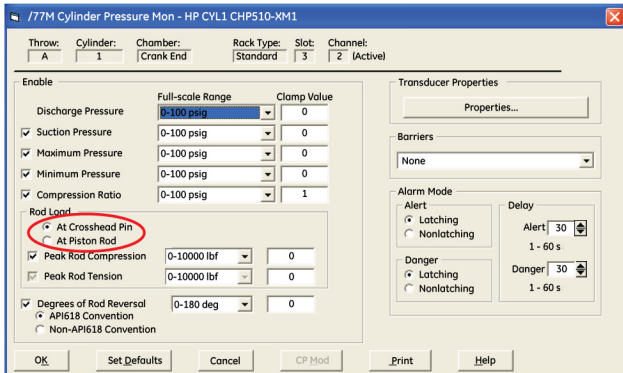 /77M Cylinder Pressure Mon - HP CYL1 CHP510-XM1
Throw: Cylinder: Chamber: Rack Type: Slot: Channel:
A 1 Crank End Standard 3 2 (Active)
Enable
Full-scale Range Clamp Value
Discharge Pressure 0-100 psig 0
Suction Pressure 0-100 psig 0
Maximum Pressure 0-100 psig 0
Minimum Pressure 0-100 psig 0
Compression Ratio 0-100 psig 1
Rod Load
At Crosshead Pin
At Piston Rod
Peak Rod Compression 0-10000 lbf 0
Peak Rod Tension 0-10000 lbf 0
Degrees of Rod Reversal 0-180 deg 0
API618 Convention
Non-API618 Convention
Transducer Properties
Properties...
Barriers
None
Alarm Mode
Alert
Latching
Nonlatching
Danger
Latching
Nonlatching
Delay
Alert 30
1 - 60 s
Danger 30
1 - 60 s
OK Set Defaults Cancel CP Mod Print Help